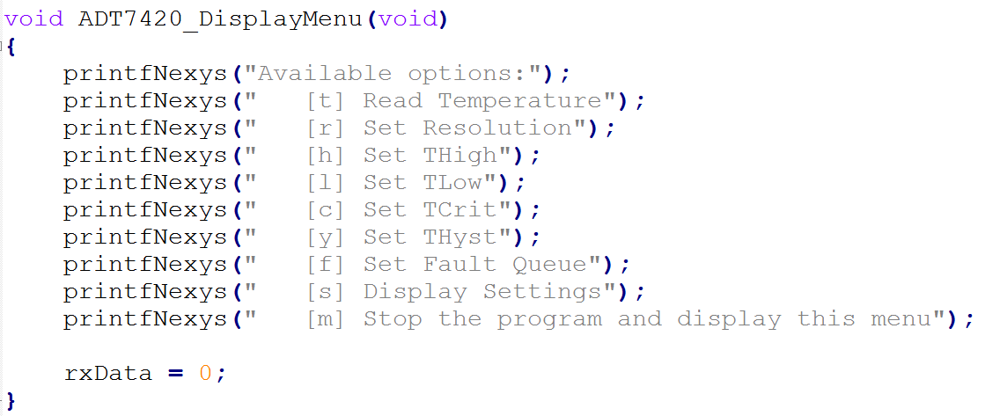 void ADT7420_DisplayMenu(void)
{
    printfNexys("Available options:");
    printfNexys("   [t] Read Temperature");
    printfNexys("   [r] Set Resolution");
    printfNexys("   [h] Set THigh");
    printfNexys("   [l] Set TLow");
    printfNexys("   [c] Set TCrit");
    printfNexys("   [y] Set THyst");
    printfNexys("   [f] Set Fault Queue");
    printfNexys("   [s] Display Settings");
    printfNexys("   [m] Stop the program and display this menu");

    rxData = 0;
}